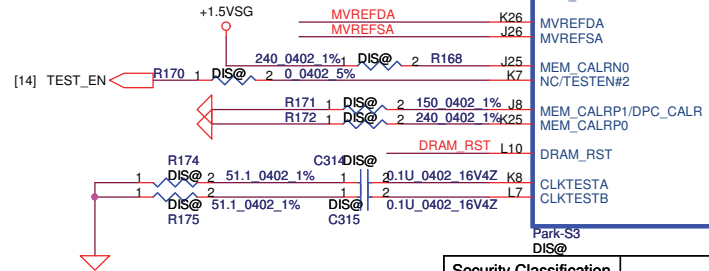 +1.5VSG
MVREFDA K26 MVREFDA
MVREFSA J26 MVREFSA
240_0402_1% 1 DIS@ 2 R168 J25 MEM_CALRN0
[14] TEST_EN R170 1 DIS@ 2 0_0402_5% K7 NC/TESTEN#2
R171 1 DIS@ 2 150_0402_1% J8 MEM_CALRP1/DPC_CALR
R172 1 DIS@ 2 240_0402_1% K25 MEM_CALRP0
DRAM_RST L10 DRAM_RST
R174 C314 DIS@
1 DIS@ 2 51.1_0402_1% 1 2 0.1U_0402_16V4Z K8 CLKTESTA
1 DIS@ 2 51.1_0402_1% 1 DIS@ 2 0.1U_0402_16V4Z L7 CLKTESTB
R175 C315
Park-S3
DIS@
Security Classification